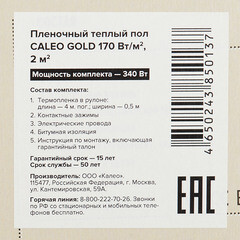 Пленочный теплый пол
CALEO GOLD 170 Вт/м²,
2 м²
Мощность комплекта — 340 Вт
Состав комплекта:
1. Термопленка в рулоне:
длина — 4 м. пог.; ширина — 0,5 м
2. Контактные зажимы
3. Электрические провода
4. Битумная изоляция
5. Инструкция по монтажу, включающая
гарантийный талон
Гарантийный срок — 15 лет
Срок службы — 50 лет
ООО «Калео».
115477, Российская Федерация, г. Москва,
ул. Кантемировская, 59А.
Горячая линия: 8-800-222-70-26. Звонки
по РФ со стационарных и мобильных теле-
фонов бесплатно.
4650243850137
EAC